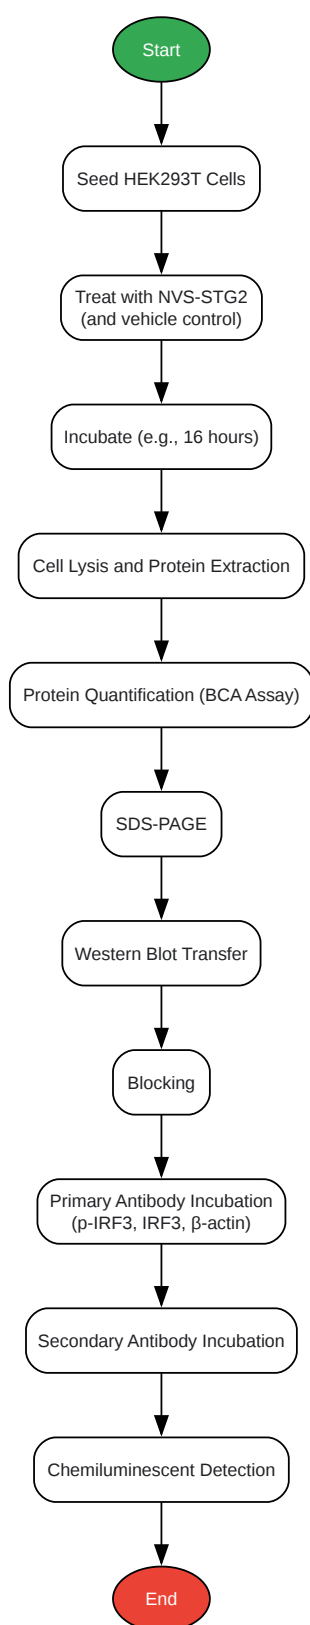 Start
Seed HEK293T Cells
Treat with NVS-STG2
(and vehicle control)
Incubate (e.g., 16 hours)
Cell Lysis and Protein Extraction
Protein Quantification (BCA Assay)
SDS-PAGE
Western Blot Transfer
Blocking
Primary Antibody Incubation
(p-IRF3, IRF3, β-actin)
Secondary Antibody Incubation
Chemiluminescent Detection
End